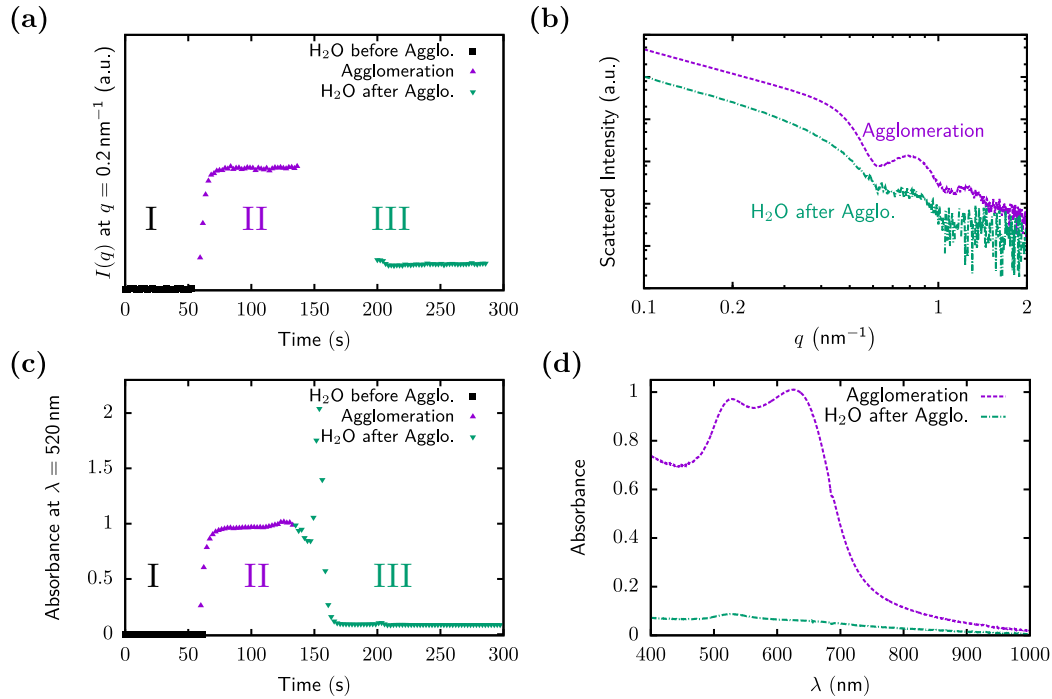 (a)
I(q) at q = 0.2 nm⁻¹ (a.u.)
H₂O before Agglo.
Agglomeration
H₂O after Agglo.
I
II
III
0 50 100 150 200 250 300
Time (s)
(b)
Scattered Intensity (a.u.)
Agglomeration
H₂O after Agglo.
0.1 0.2 1 2
q (nm⁻¹)
(c)
Absorbance at λ = 520 nm
H₂O before Agglo.
Agglomeration
H₂O after Agglo.
2
1.5
1
0.5
0
I
II
III
0 50 100 150 200 250 300
Time (s)
(d)
Absorbance
Agglomeration
H₂O after Agglo.
1
0.8
0.6
0.4
0.2
0
400 500 600 700 800 900 1000
λ (nm)